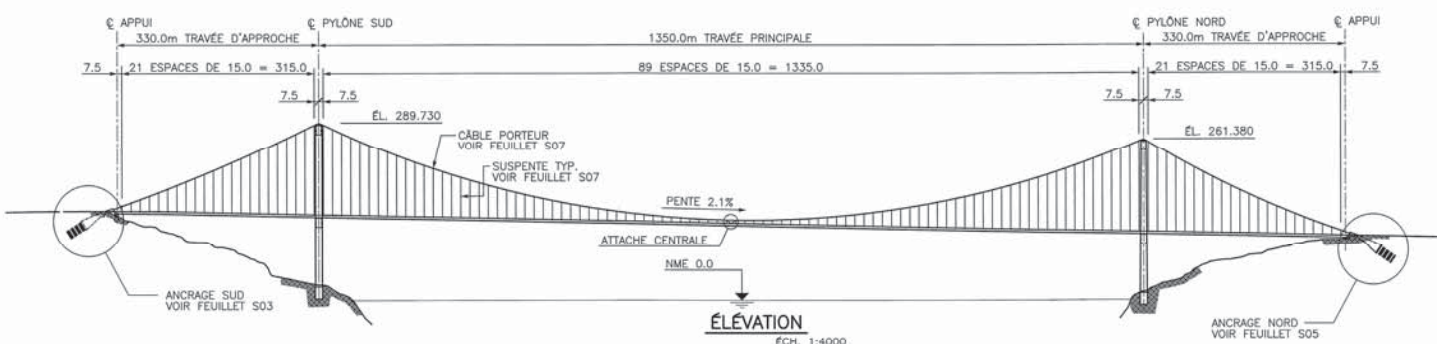 ℄ APPUI
℄ PYLÔNE SUD
℄ PYLÔNE NORD
℄ APPUI
330.0m TRAVÉE D'APPROCHE
1350.0m TRAVÉE PRINCIPALE
330.0m TRAVÉE D'APPROCHE
7.5
21 ESPACES DE 15.0 = 315.0
89 ESPACES DE 15.0 = 1335.0
21 ESPACES DE 15.0 = 315.0
7.5
7.5
7.5
7.5
7.5
ÉL. 289.730
ÉL. 261.380
CÂBLE PORTEUR
VOIR FEUILLET S07
SUSPENTE TYP.
VOIR FEUILLET S07
PENTE 2.1%
ATTACHE CENTRALE
NME 0.0
ANCRAGE SUD
VOIR FEUILLET S03
ANCRAGE NORD
VOIR FEUILLET S05
ÉLÉVATION
ÉCH. 1:4000